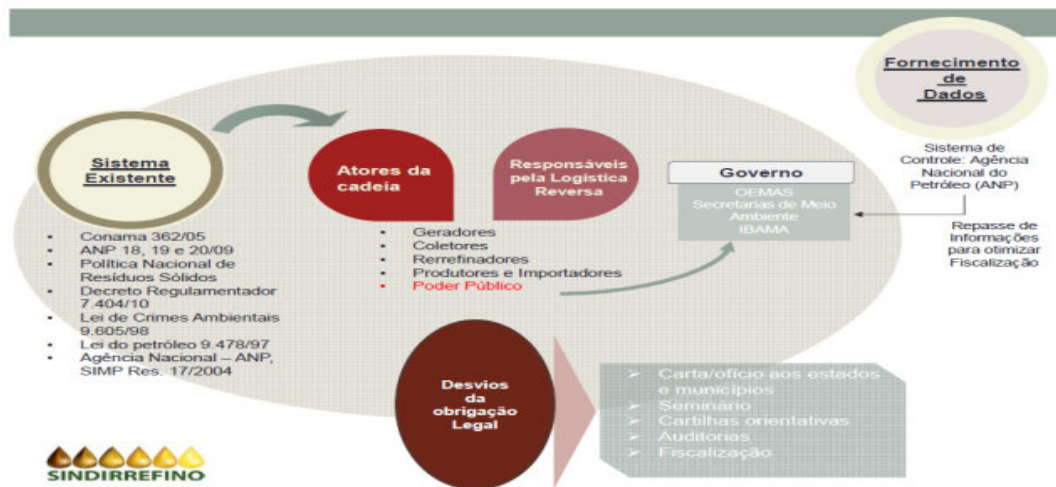 Sistema
Existente
• Conama 362/05
• ANP 18, 19 e 20/09
• Política Nacional de
Resíduos Sólidos
• Decreto Regulamentador
7.404/10
• Lei de Crimes Ambientais
9.605/98
• Lei do petróleo 9.478/97
• Agência Nacional – ANP,
SIMP Res. 17/2004
Atores da
cadeia
Responsáveis
pela Logística
Reversa
• Geradores
• Coletores
• Rerrefinadores
• Produtores e Importadores
• Poder Público
Governo
OEMAS
Secretarias de Meio
Ambiente
IBAMA
Fornecimento
de
Dados
Sistema de
Controle: Agência
Nacional do
Petróleo (ANP)
Repasse de
Informações
para otimizar
Fiscalização
Desvios
da
obrigação
Legal
➢ Carta/ofício aos estados
e municípios
➢ Seminário
➢ Cartilhas orientativas
➢ Auditorias
➢ Fiscalização
SINDIRREFINO